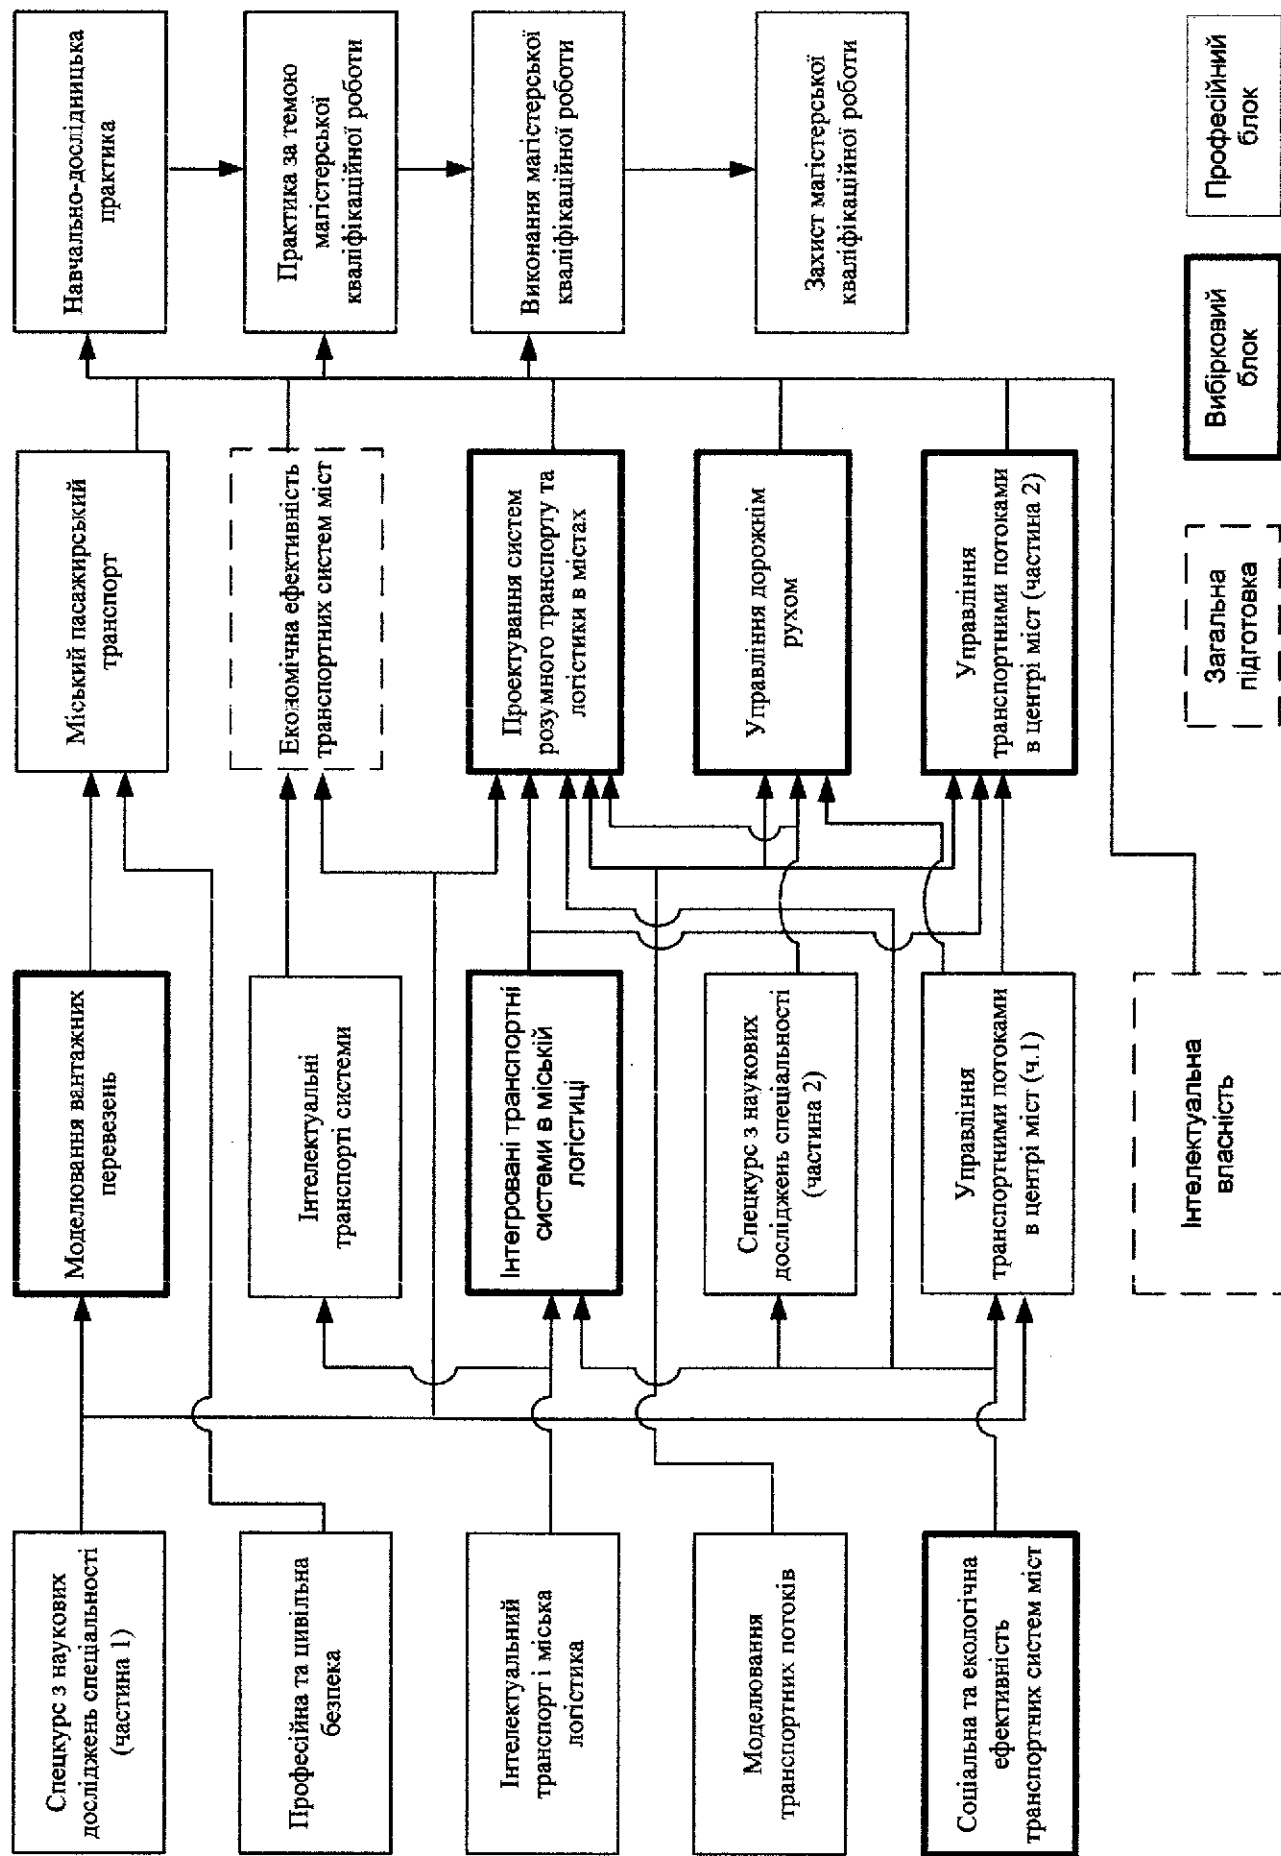 Спецкурс з наукових
досліджень спеціальності
(частина 1)
Професійна та цивільна
безпека
Інтелектуальний
транспорт і міська
логістика
Моделювання
транспортних потоків
Соціальна та екологічна
ефективність
транспортних систем міст
Моделювання вантажних
перевезень
Інтелектуальні
транспорті системи
Інтегровані транспортні
системи в міській
логістиці
Спецкурс з наукових
досліджень спеціальності
(частина 2)
Управління
транспортними потоками
в центрі міст (ч.1)
Інтелектуальна
власність
Міський пасажирський
транспорт
Економічна ефективність
транспортних систем міст
Проектування систем
розумного транспорту та
логістики в містах
Управління дорожнім
рухом
Управління
транспортними потоками
в центрі міст (частина 2)
Навчально-дослідницька
практика
Практика за темою
магістерської
кваліфікаційної роботи
Виконання магістерської
кваліфікаційної роботи
Захист магістерської
кваліфікаційної роботи
Загальна
підготовка
Вибірковий
блок
Професійний
блок